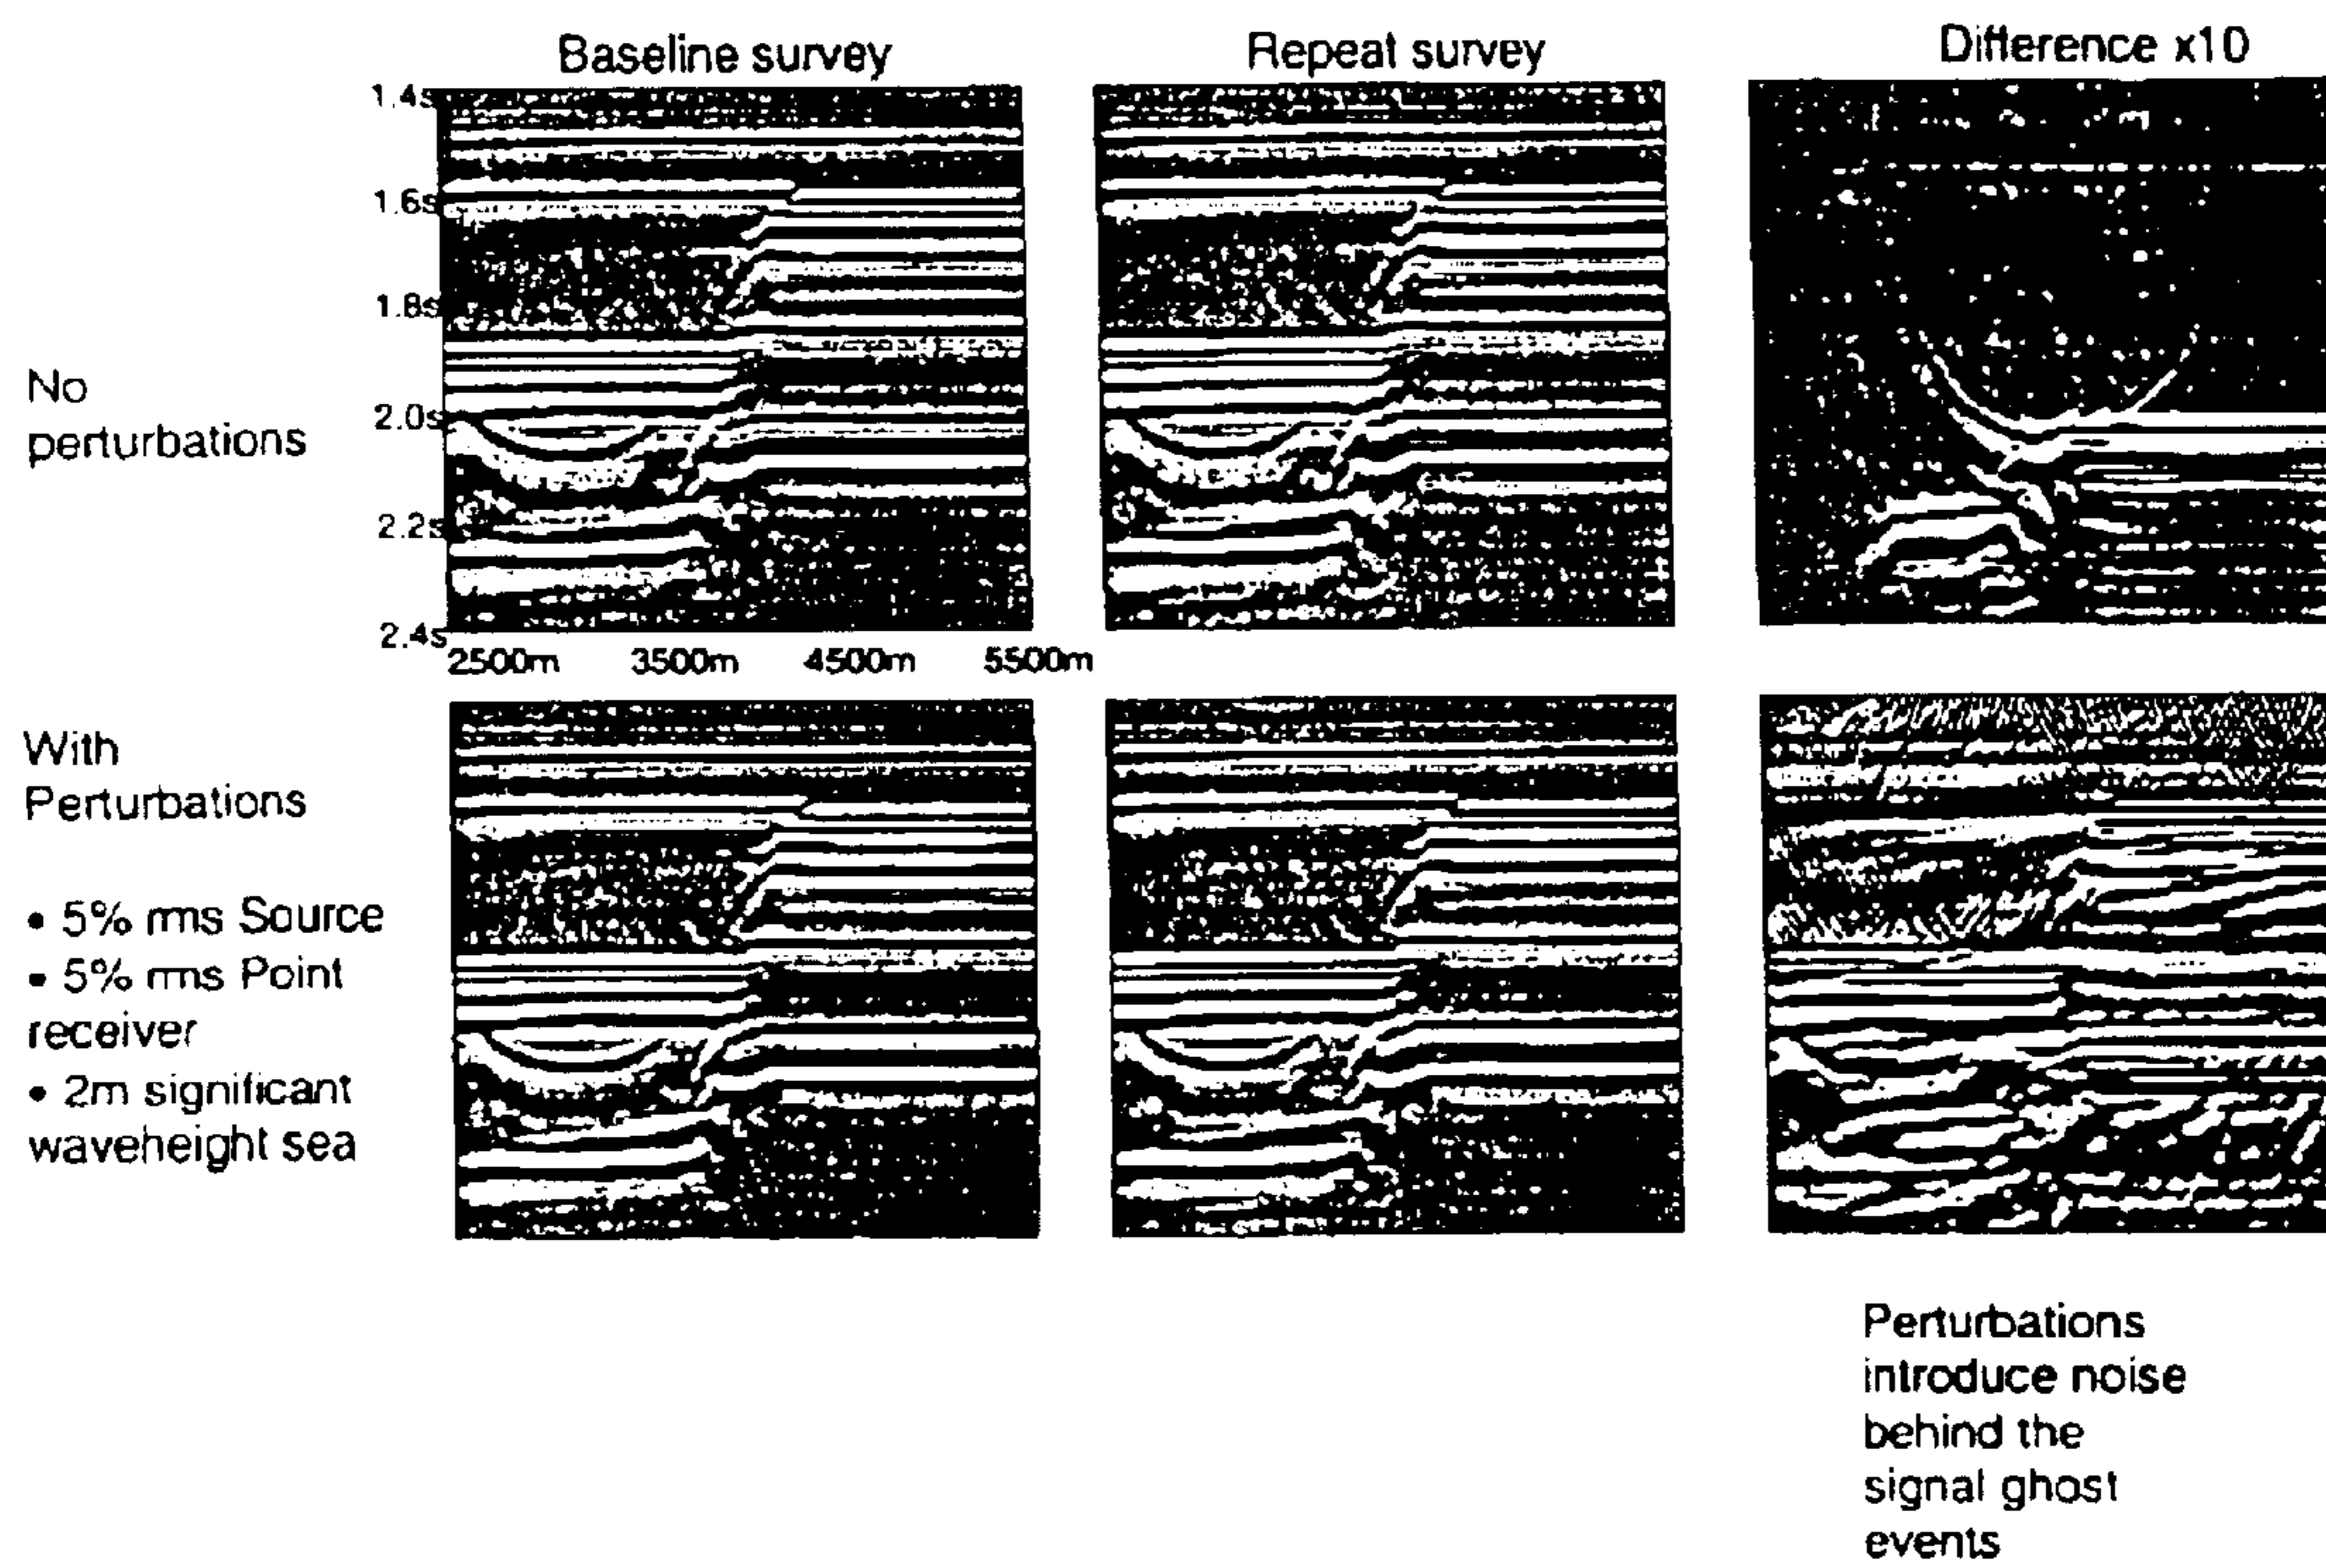 Baseline survey
Repeat survey
Difference x10
1.4s
1.6s
1.8s
2.0s
2.2s
2.4s
No
perturbations
2500m 3500m 4500m 5500m
With
Perturbations
• 5% rms Source
• 5% rms Point
receiver
• 2m significant
waveheight sea
Perturbations
introduce noise
behind the
signal ghost
events